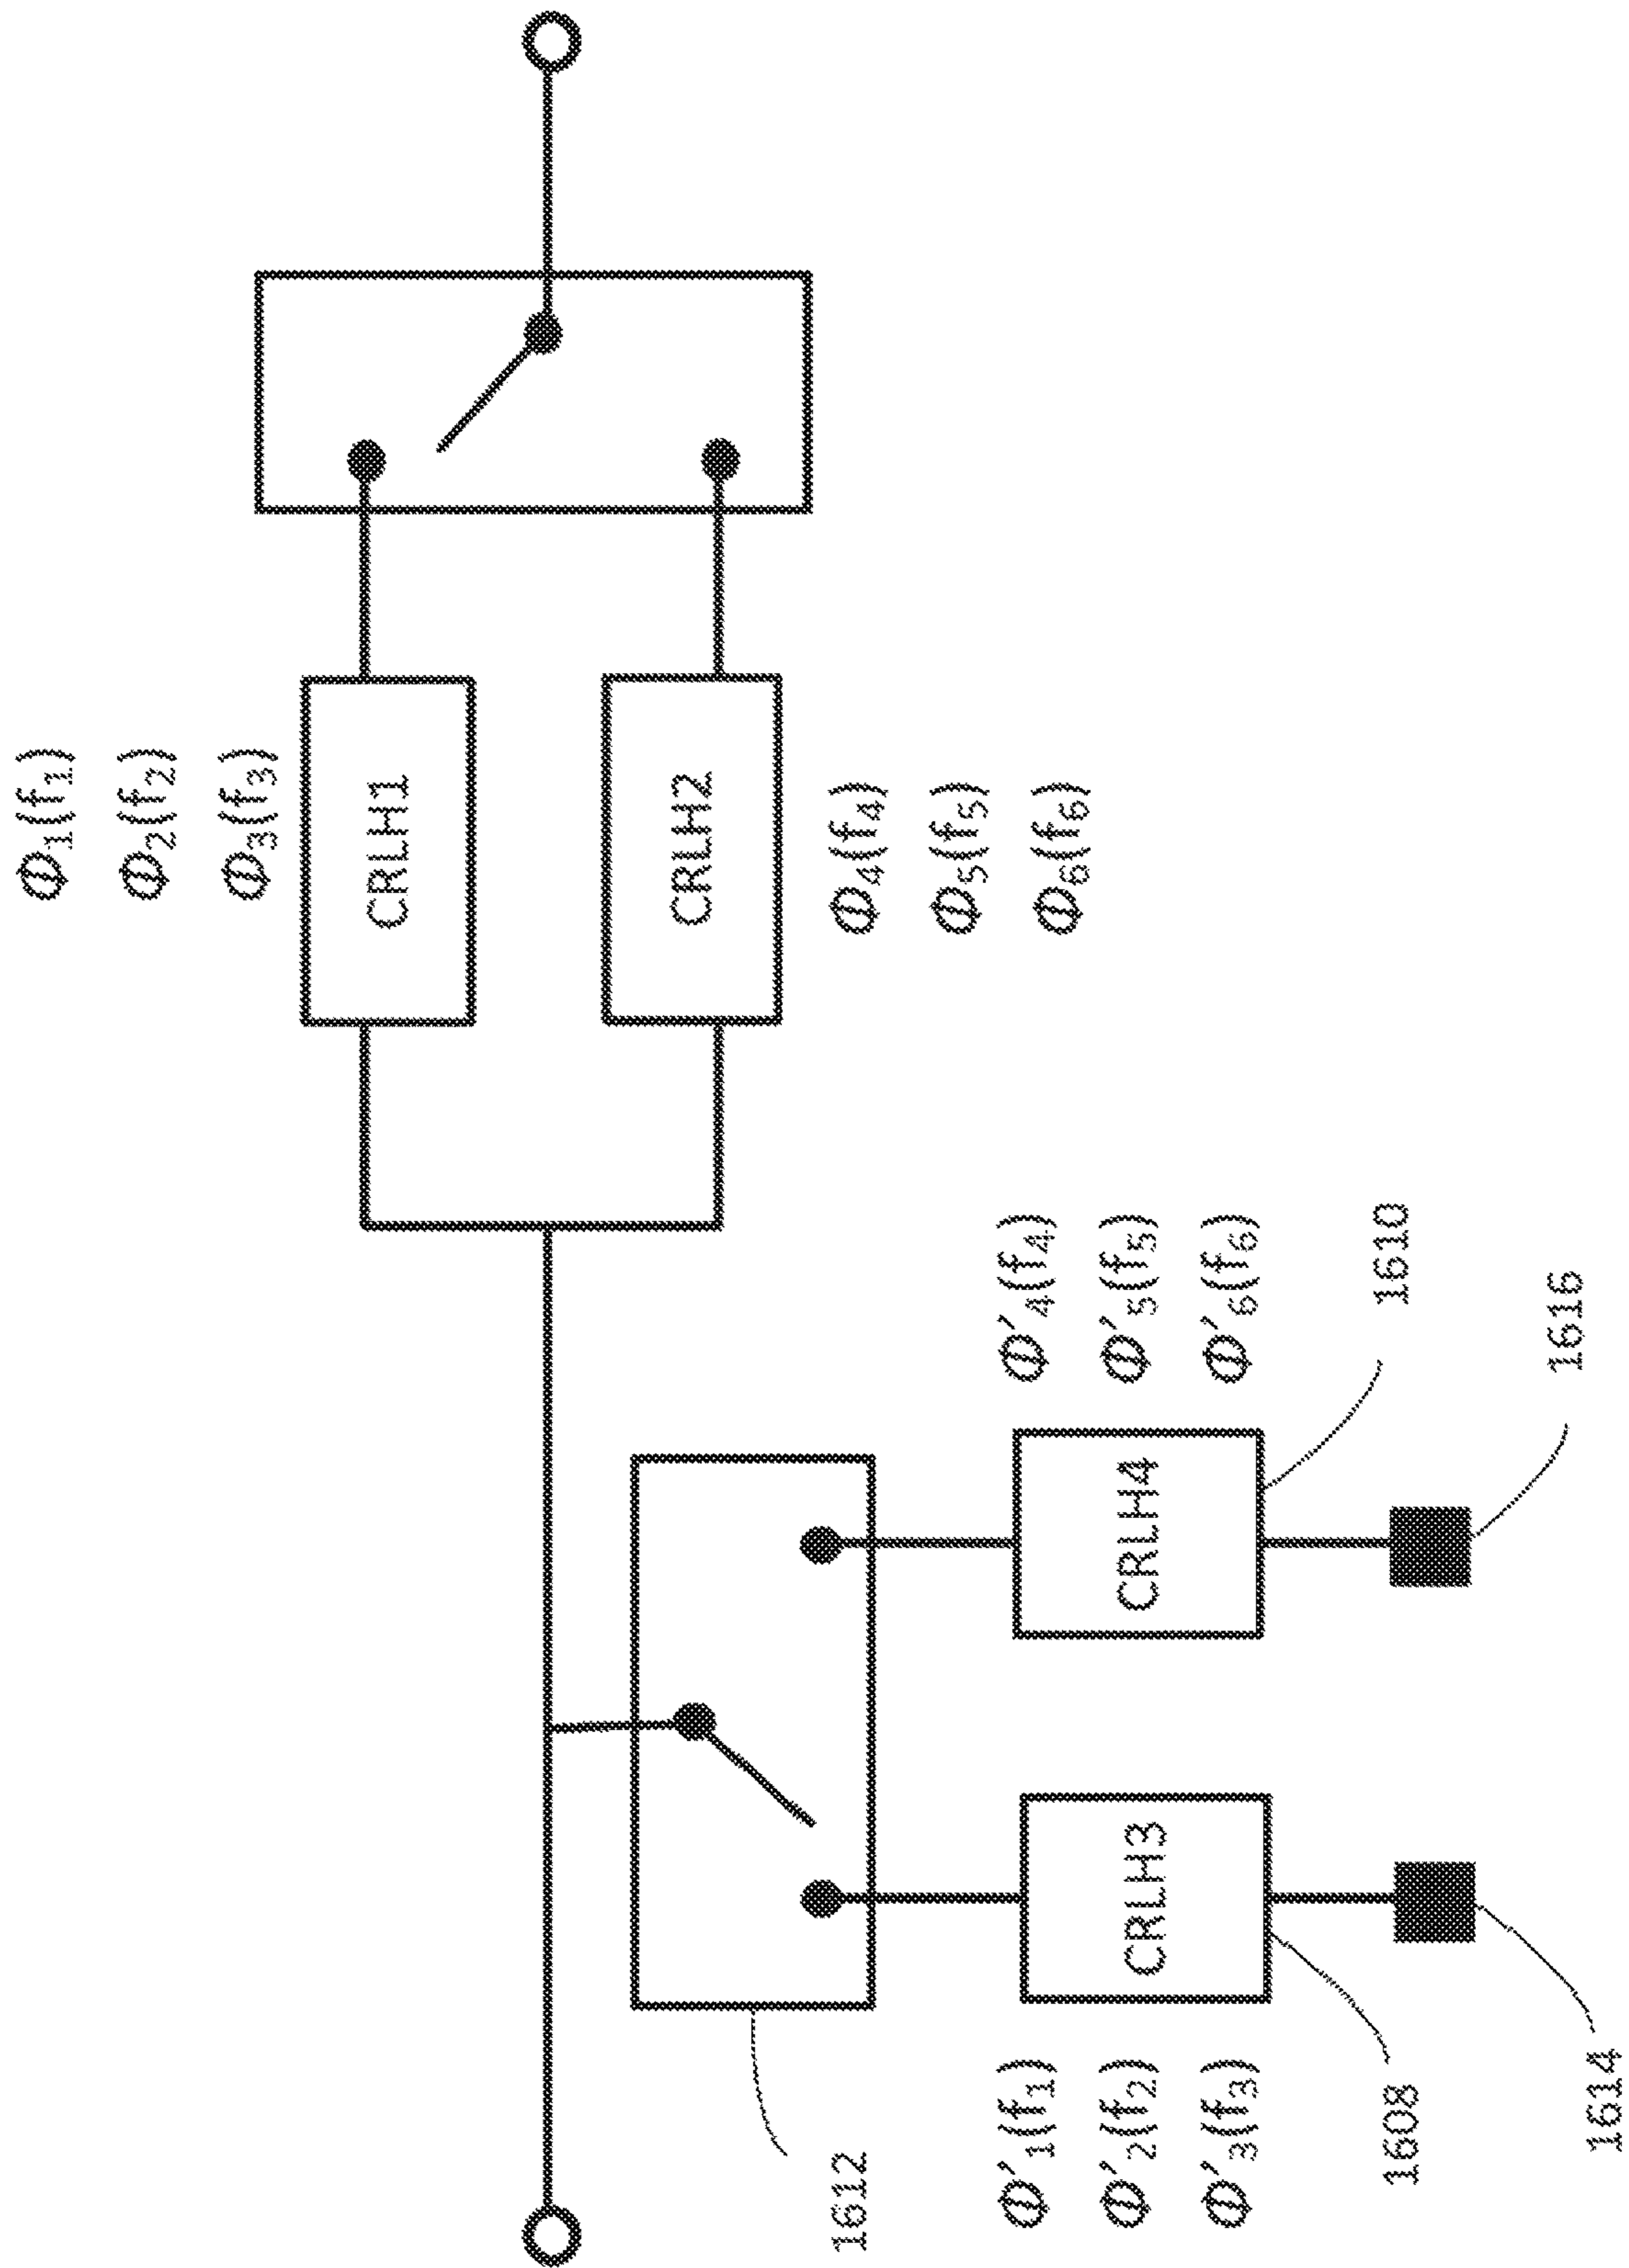 Φ₁(f₁)
Φ₂(f₂)
Φ₃(f₃)
CRLH1
CRLH2
Φ₄(f₄)
Φ₅(f₅)
Φ₆(f₆)
Φ'₄(f₄)
Φ'₅(f₅)
Φ'₆(f₆)
1610
1616
CRLH4
CRLH3
1612
Φ'₁(f₁)
Φ'₂(f₂)
Φ'₃(f₃)
1608
1614